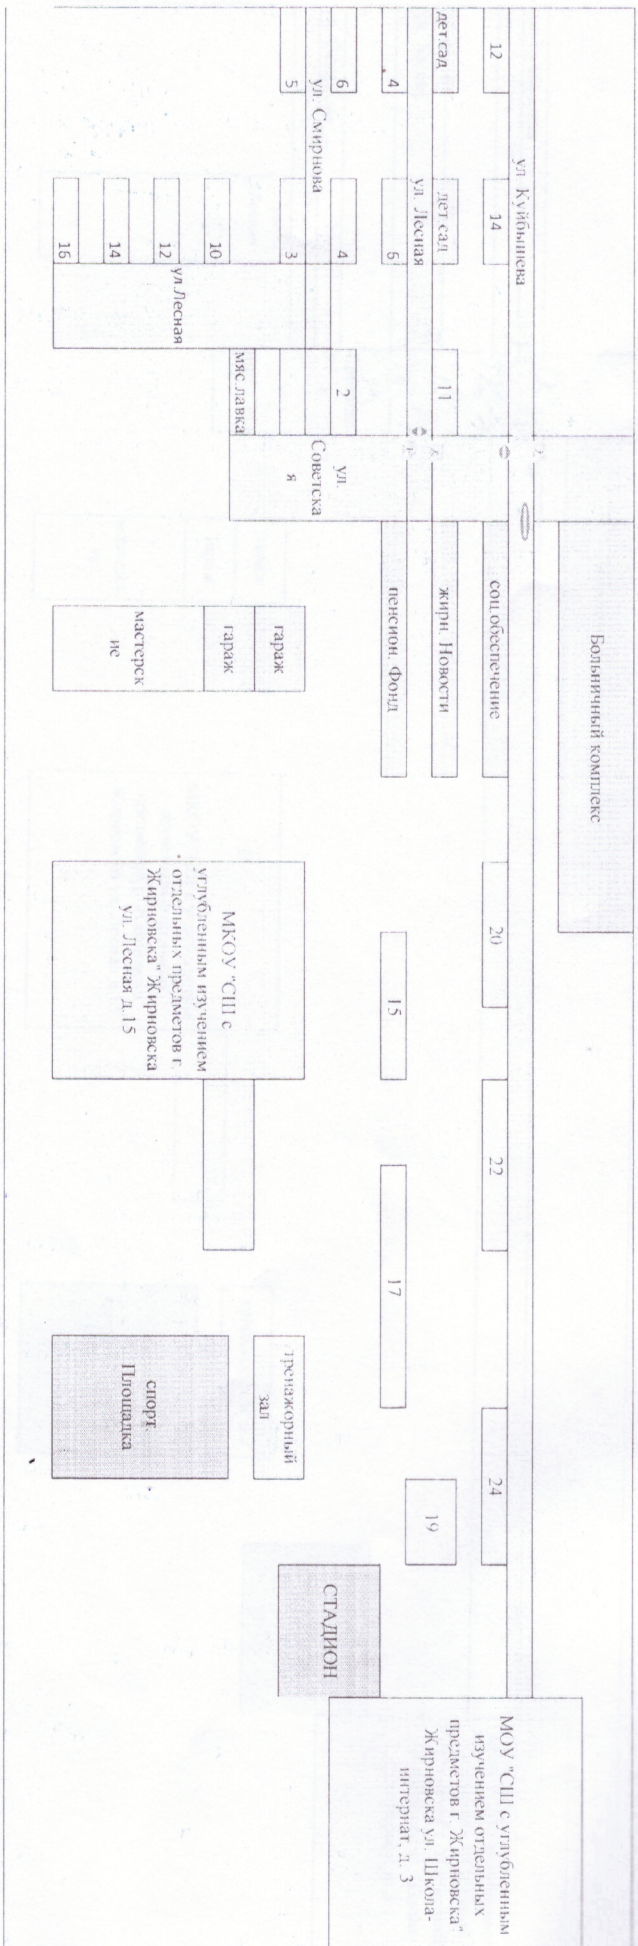 Больничный комплекс
МОУ "СШ с углубленным
изучением отдельных
предметов г. Жирновска"
Жирновска ул. Школа-
интернат, д. 3
ул Куйбышева
12
14
соц.обеспечение
20
22
24
дет.сад
дет.сад
11
жирн. Новости
19
ул. Лесная
4
пенсион. Фонд
15
17
6
4
2
ул.
Советска
я
СТАДИОН
ул. Смирнова
5
3
мяс.лавка
гараж
гараж
мастерск
ие
тренажорный
зал
10
12
14
16
ул.Лесная
МКОУ "СШ с
углубленным изучением
отдельных предметов г.
Жирновска" Жирновска
ул. Лесная д.15
спорт.
Площадка